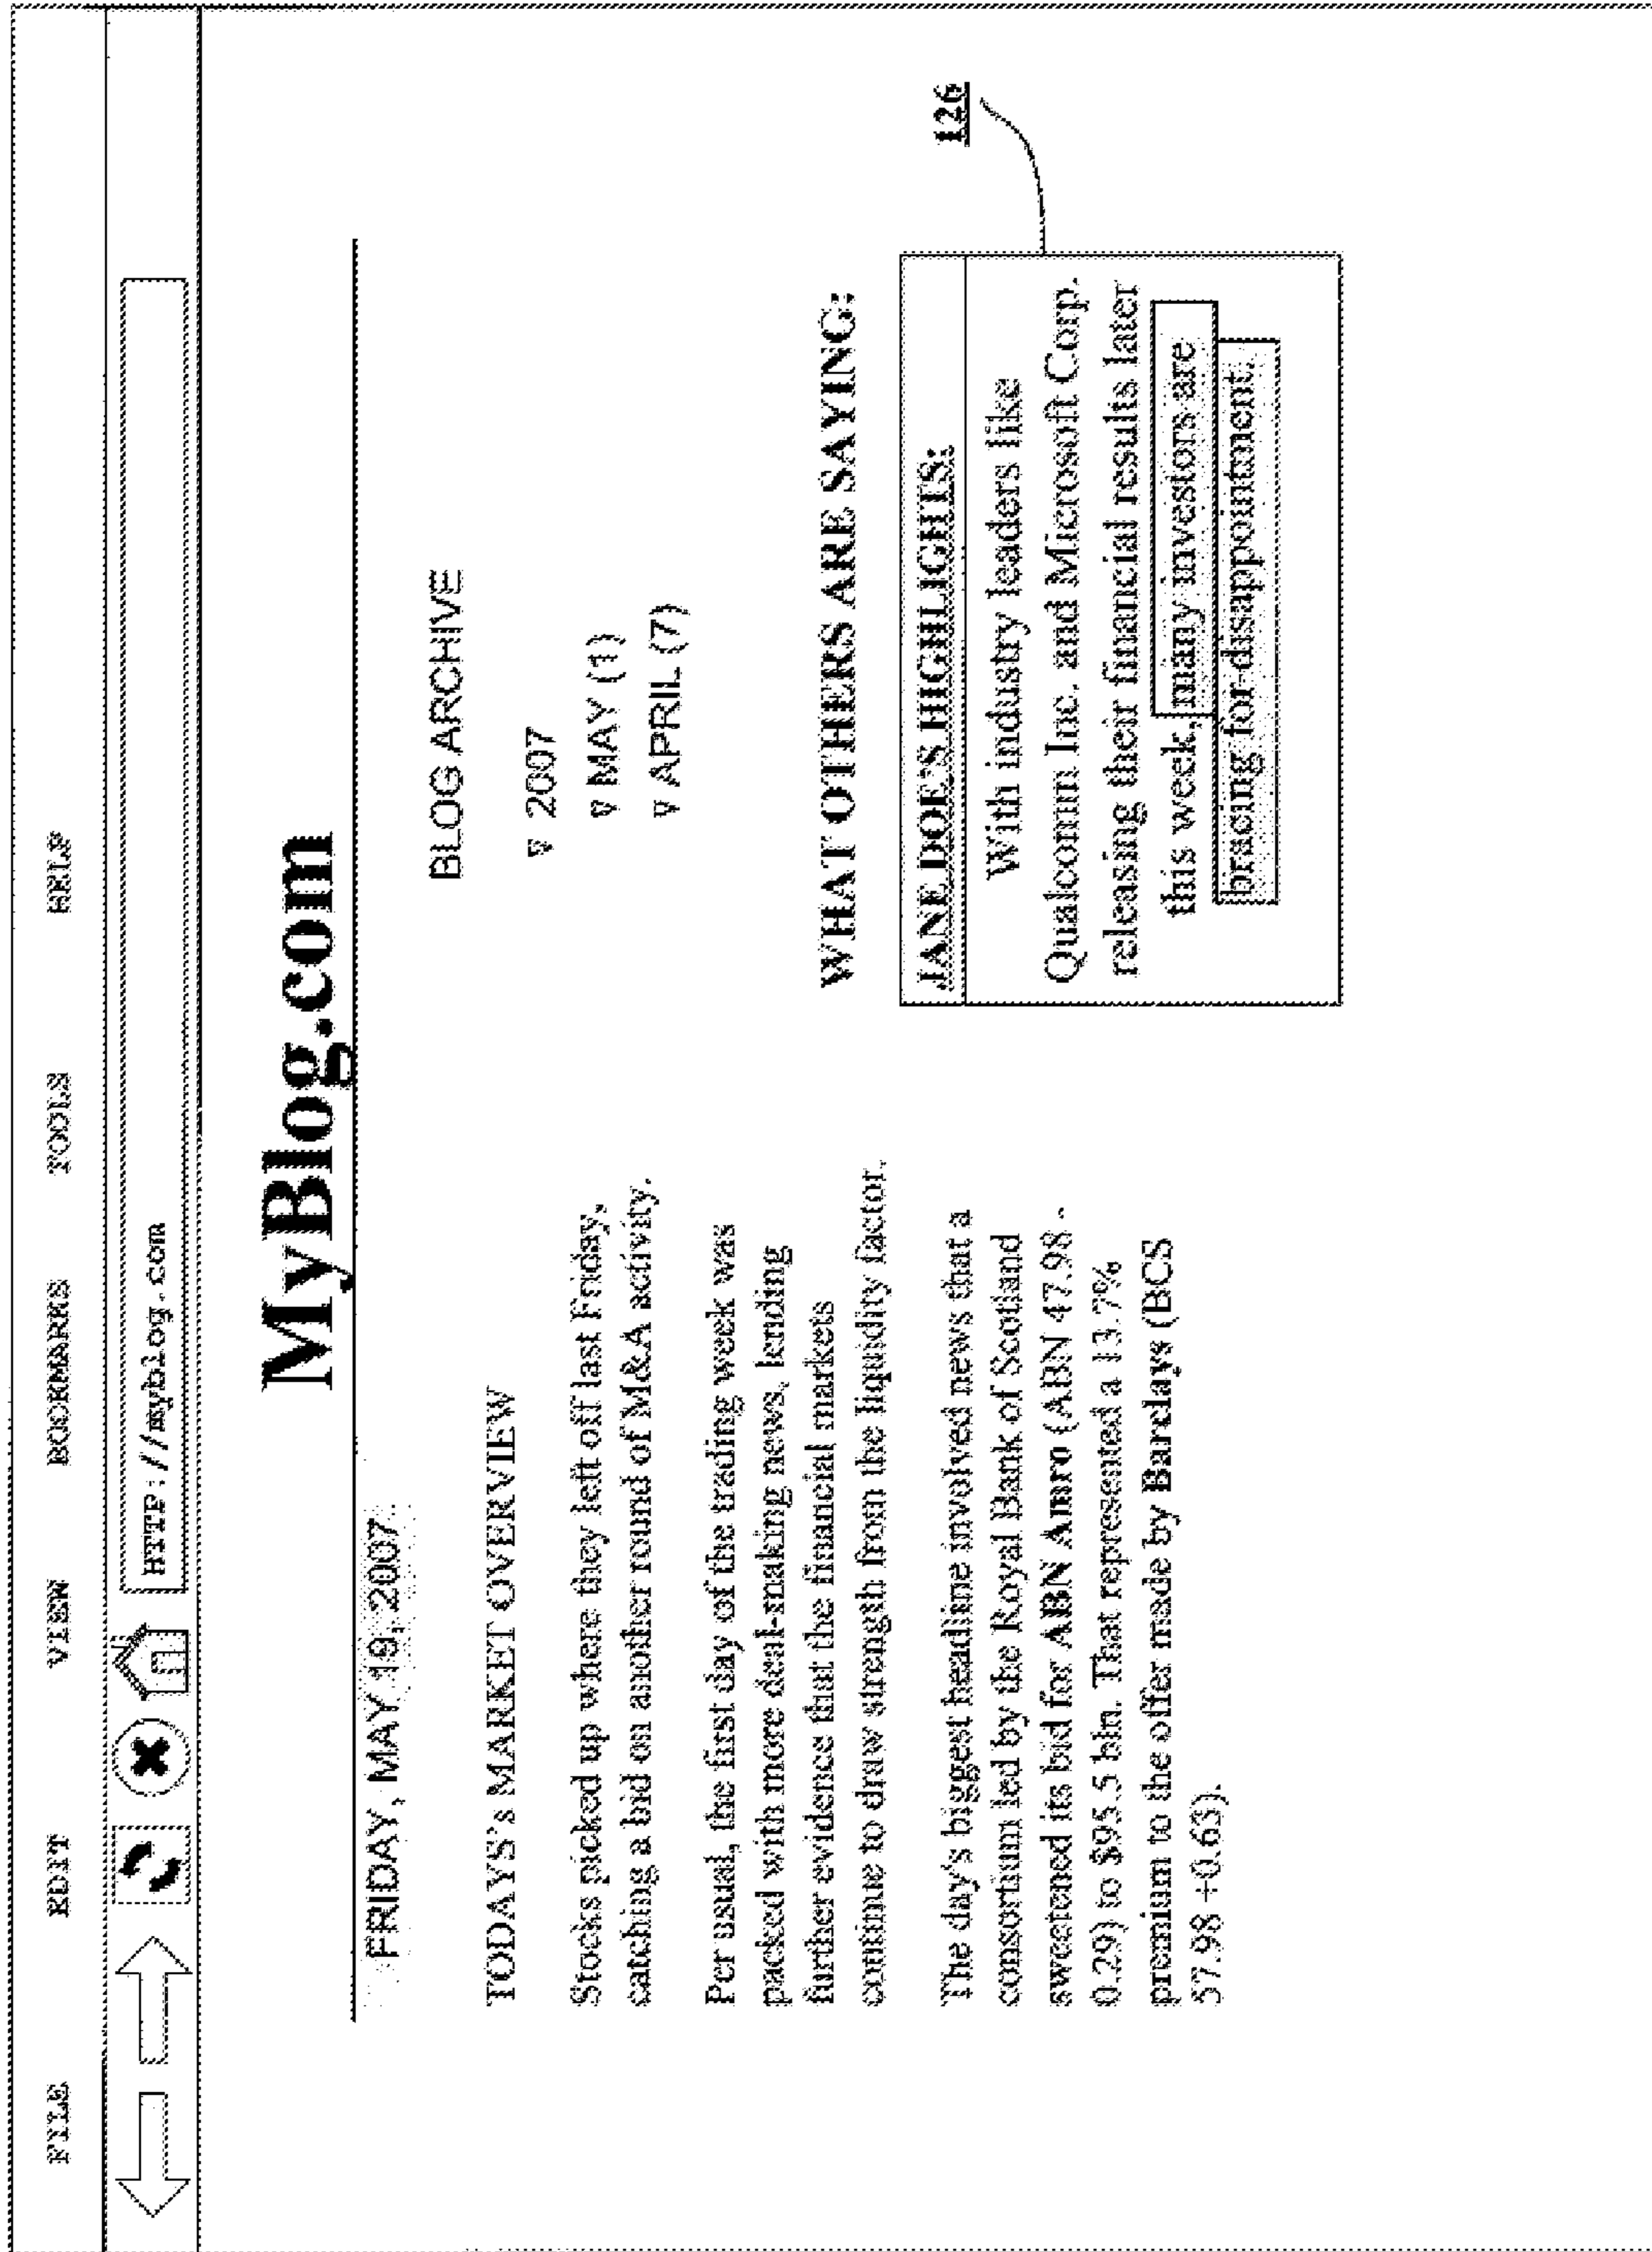 FILE EDIT VIEW BOOKMARKS TOOLS HELP
HTTP://myblog.com
MyBlog.com
FRIDAY, MAY 19, 2007
TODAYS's MARKET OVERVIEW
Stocks picked up where they left off last Friday,
catching a bid on another round of M&A activity.
Per usual, the first day of the trading week was
packed with more deal-making news, lending
further evidence that the financial markets
continue to draw strength from the liquidity factor.
The day's biggest headline involved news that a
consortium led by the Royal Bank of Scotland
sweetened its bid for ABN Amro (ABN 47.98 -
0.29) to $95.5 bln. That represented a 13.7%
premium to the offer made by Barclays (BCS
57.98 +0.63).
BLOG ARCHIVE
∇ 2007
∇ MAY (1)
∇ APRIL (7)
WHAT OTHERS ARE SAYING:
JANE DOE'S HIGHLIGHTS:
With industry leaders like
Qualcomm Inc. and Microsoft Corp.
releasing their financial results later
this week, many investors are
bracing for disappointment.
126